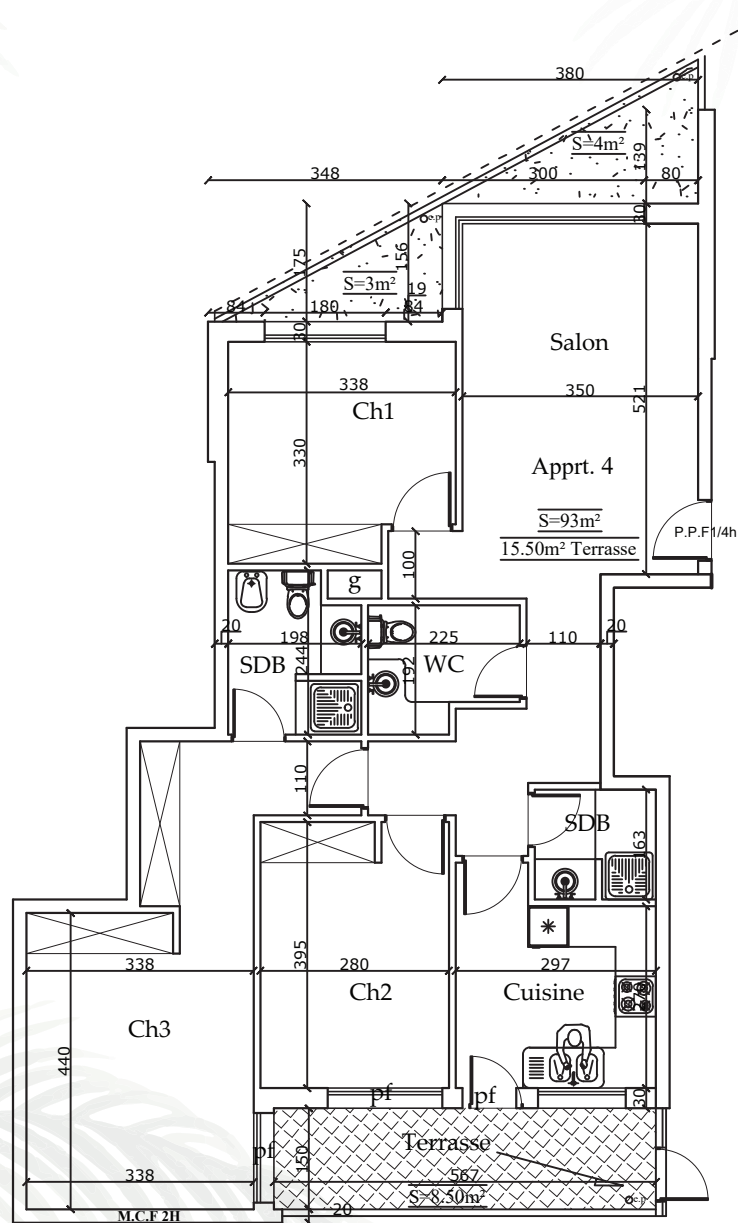 380
S=4m²
139
348
300
80
e.p
30
e.p
175
156
S=3m²
19
84
180
84
30
Salon
338
Ch1
350
521
330
Apprt. 4
S=93m²
15.50m² Terrasse
P.P.F1/4h
100
g
20
198
225
110
20
SDB
244
192
WC
110
SDB
163
395
338
280
297
Ch2
Cuisine
Ch3
440
pf
pf
30
Terrasse
pf
150
338
567
S=8.50m²
e.p
M.C.F 2H
20